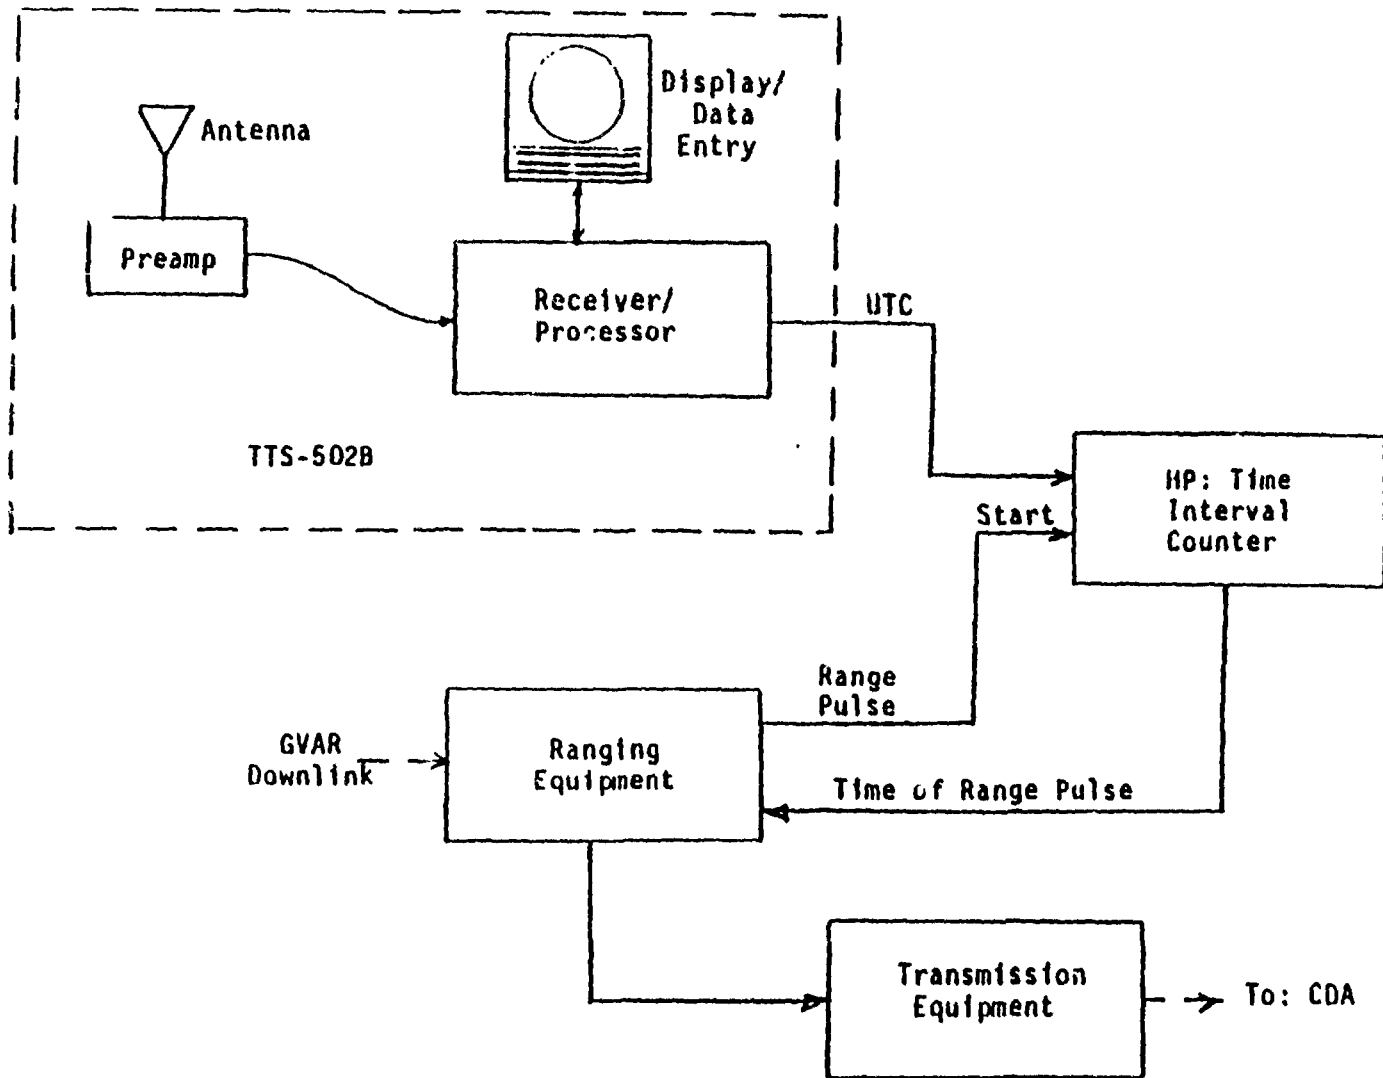 Display/
Data
Entry
Antenna
Preamp
Receiver/
Processor
UTC
TTS-502B
HP: Time
Interval
Counter
Start
Range
Pulse
GVAR
Downlink
Ranging
Equipment
Time of Range Pulse
Transmission
Equipment
To: CDA